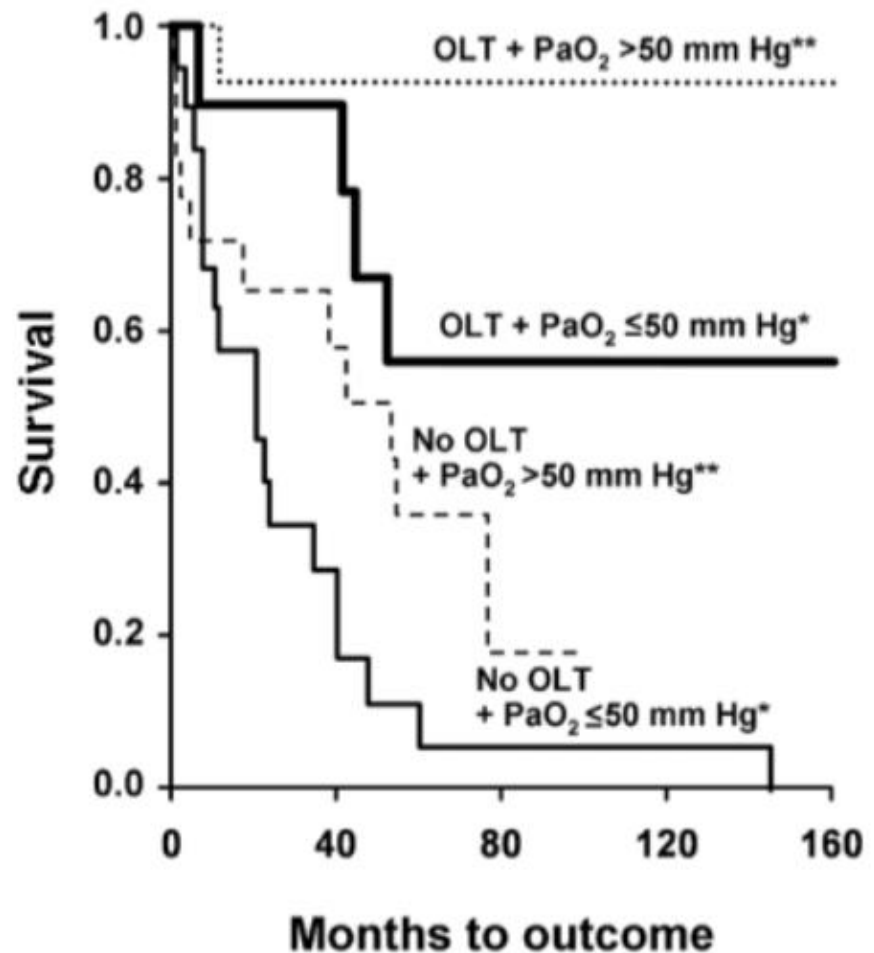 1.0
OLT + PaO₂ >50 mm Hg**
0.8
0.6
OLT + PaO₂ ≤50 mm Hg*
No OLT
+ PaO₂ >50 mm Hg**
0.4
0.2
No OLT
+ PaO₂ ≤50 mm Hg*
0.0
Survival
0 40 80 120 160
Months to outcome